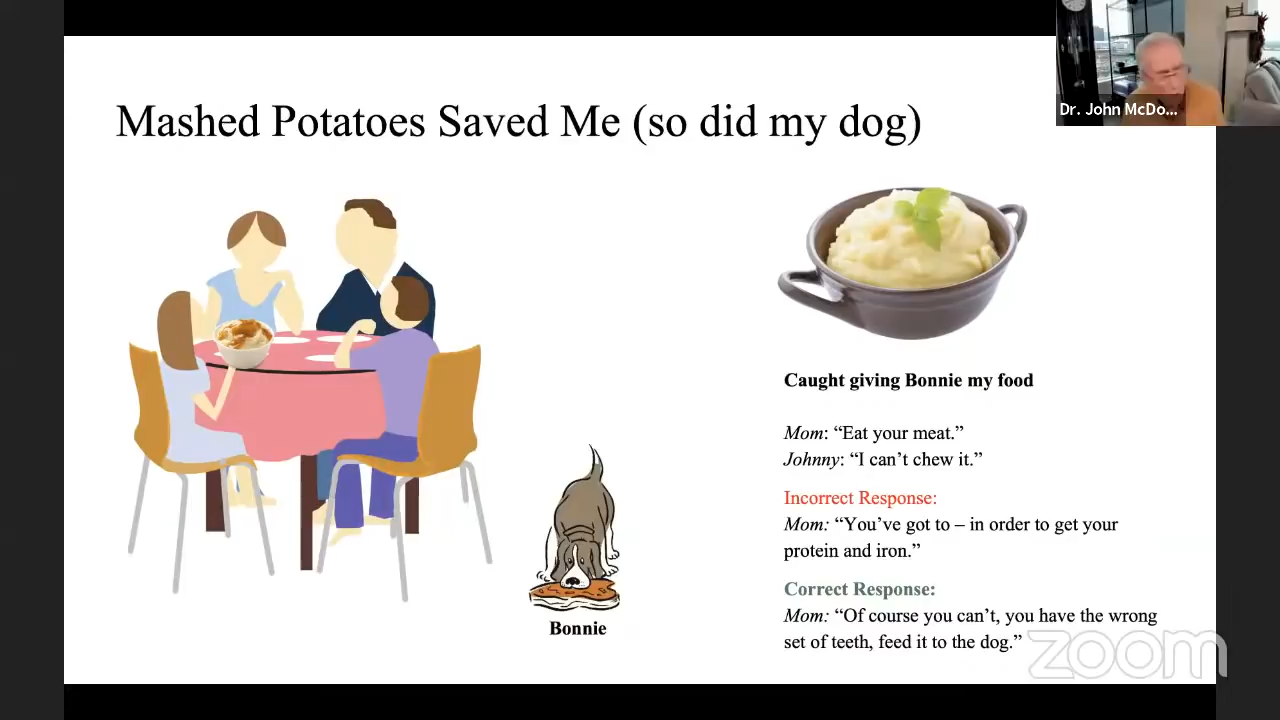 Dr. John McDo...
Mashed Potatoes Saved Me (so did my dog)
Caught giving Bonnie my food
Mom: “Eat your meat.”
Johnny: “I can’t chew it.”
Incorrect Response:
Mom: “You’ve got to – in order to get your
protein and iron.”
Correct Response:
Mom: “Of course you can’t, you have the wrong
set of teeth, feed it to the dog.”
Bonnie
zoom